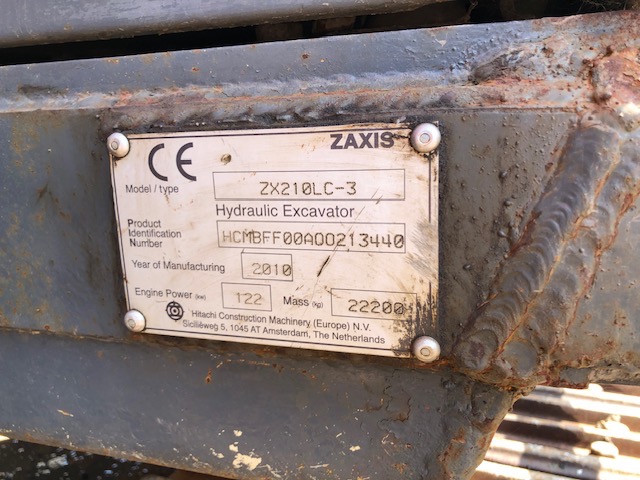 CE
ZAXIS
Model / type ZX210LC-3
Hydraulic Excavator
Product
Identification
Number HCMBFF00A00213440
Year of Manufacturing 2010
Engine Power (kw) 122 Mass (kg) 22200
Hitachi Construction Machinery (Europe) N.V.
Siciliëweg 5, 1045 AT Amsterdam, The Netherlands